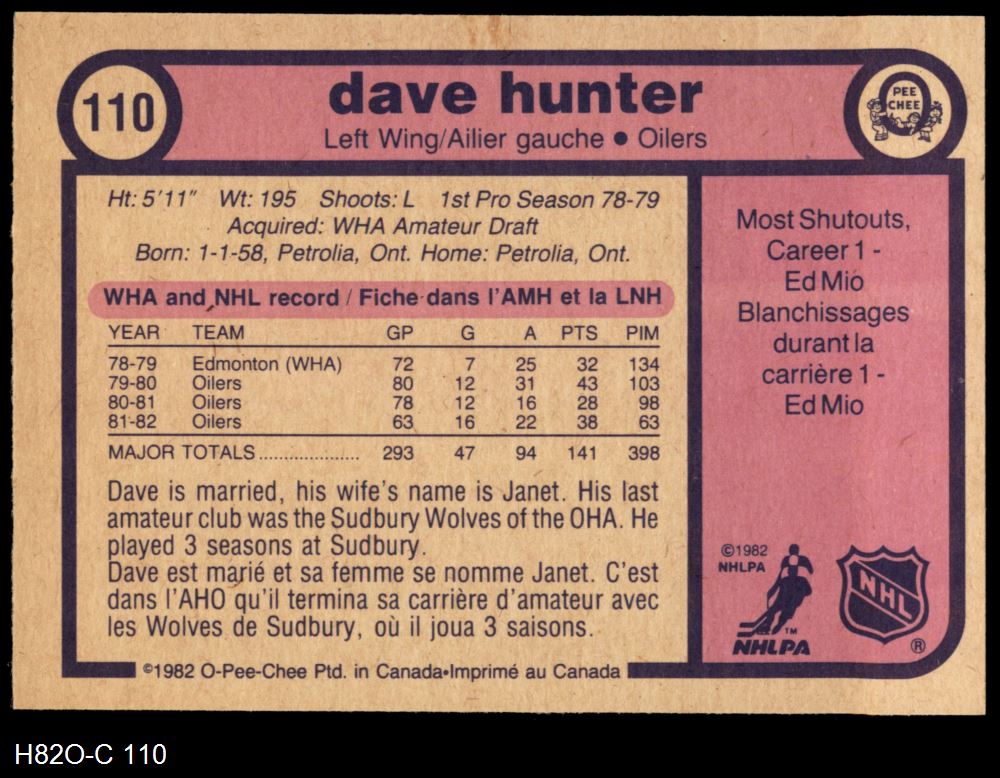 110
dave hunter
Left Wing/Ailier gauche ● Oilers
PEE
CHEE
Ht: 5'11" Wt: 195 Shoots: L 1st Pro Season 78-79
Acquired: WHA Amateur Draft
Born: 1-1-58, Petrolia, Ont. Home: Petrolia, Ont.
WHA and NHL record / Fiche dans l'AMH et la LNH
YEAR TEAM GP G A PTS PIM
78-79 Edmonton (WHA) 72 7 25 32 134
79-80 Oilers 80 12 31 43 103
80-81 Oilers 78 12 16 28 98
81-82 Oilers 63 16 22 38 63
MAJOR TOTALS.................... 293 47 94 141 398
Dave is married, his wife's name is Janet. His last
amateur club was the Sudbury Wolves of the OHA. He
played 3 seasons at Sudbury.
Dave est marié et sa femme se nomme Janet. C'est
dans l'AHO qu'il termina sa carrière d'amateur avec
les Wolves de Sudbury, où il joua 3 saisons.
©1982 O-Pee-Chee Ptd. in Canada•Imprimé au Canada
Most Shutouts,
Career 1 -
Ed Mio
Blanchissages
durant la
carrière 1 -
Ed Mio
©1982
NHLPA
TM
NHLPA
NHL
®
H82O-C 110